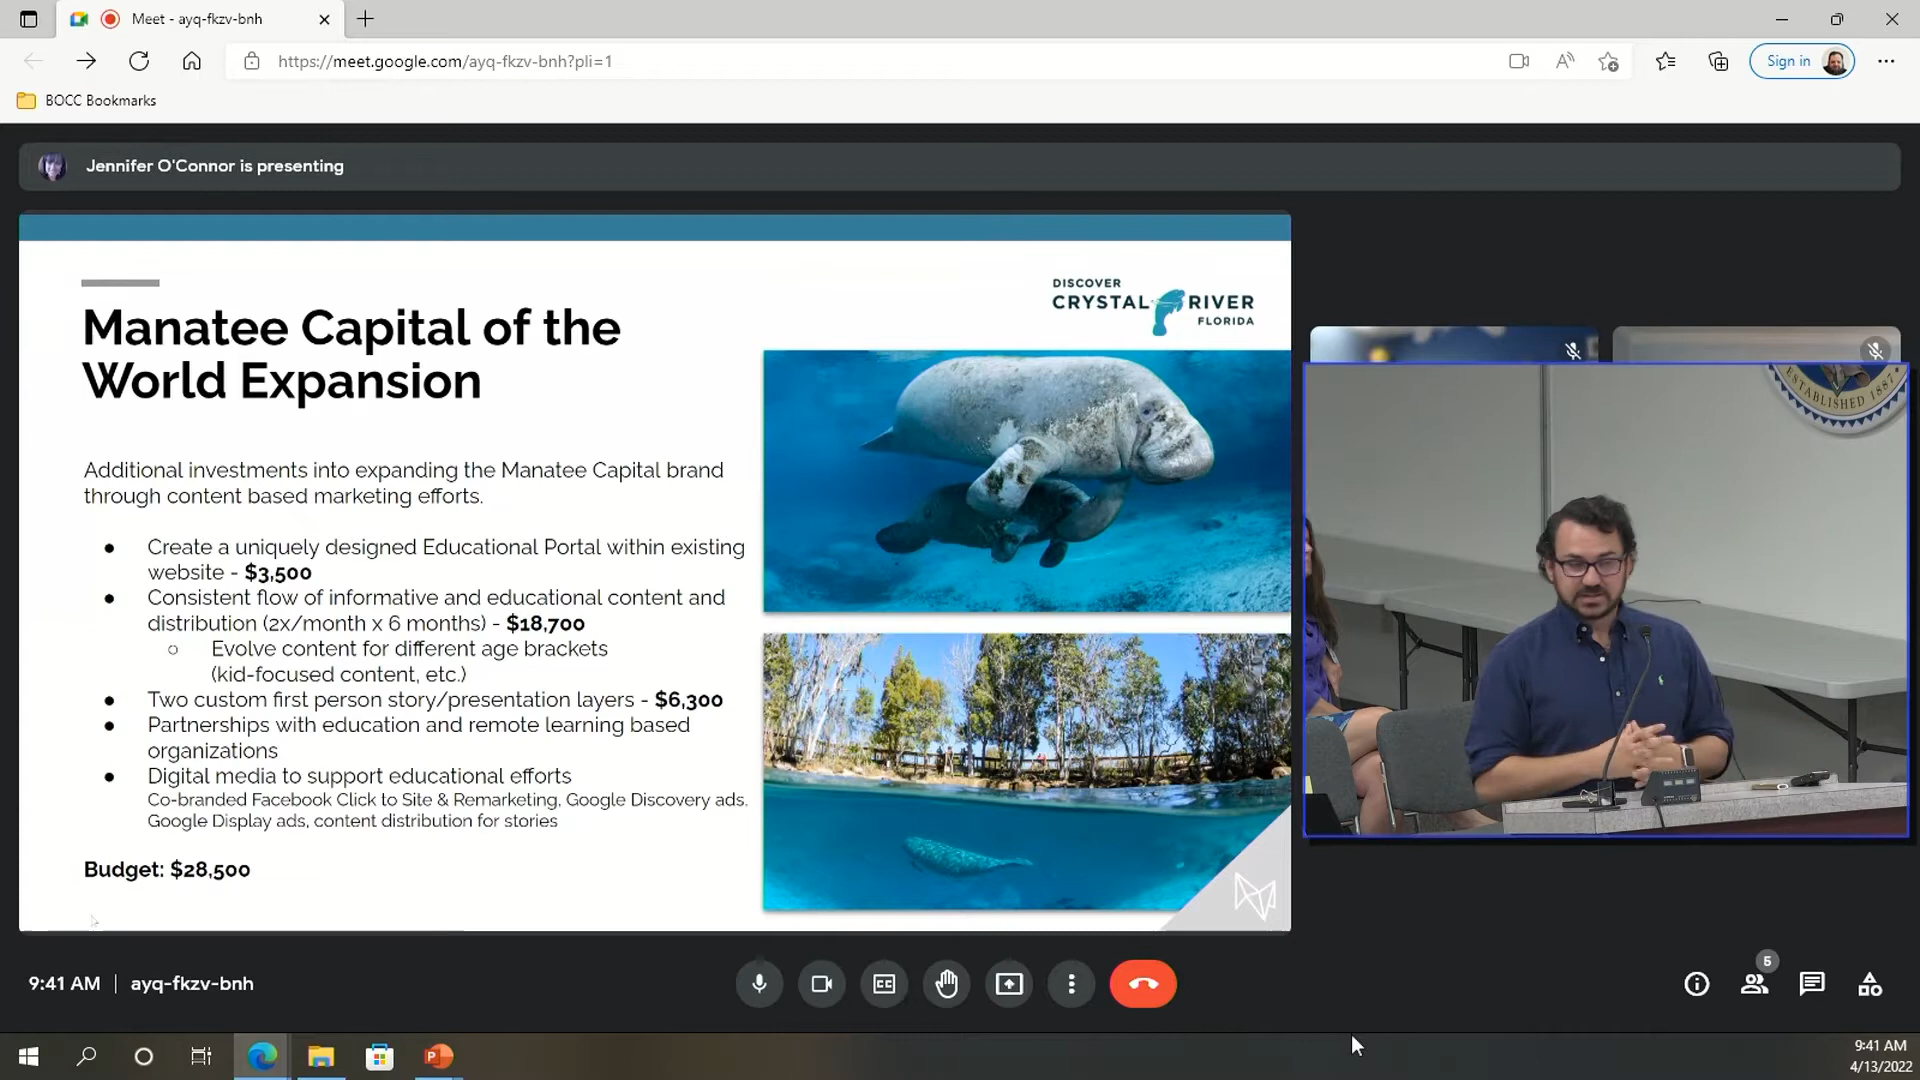 Meet - ayq-fkzv-bnh
https://meet.google.com/ayq-fkzv-bnh?pli=1
Sign in
BOCC Bookmarks
Jennifer O'Connor is presenting
DISCOVER
CRYSTAL RIVER
FLORIDA
Manatee Capital of the
World Expansion
Additional investments into expanding the Manatee Capital brand
through content based marketing efforts.
● Create a uniquely designed Educational Portal within existing
website - $3,500
● Consistent flow of informative and educational content and
distribution (2x/month x 6 months) - $18,700
○ Evolve content for different age brackets
(kid-focused content, etc.)
● Two custom first person story/presentation layers - $6,300
● Partnerships with education and remote learning based
organizations
● Digital media to support educational efforts
Co-branded Facebook Click to Site & Remarketing, Google Discovery ads.
Google Display ads, content distribution for stories
Budget: $28,500
ESTABLISHED 1887
9:41 AM | ayq-fkzv-bnh
5
9:41 AM
4/13/2022